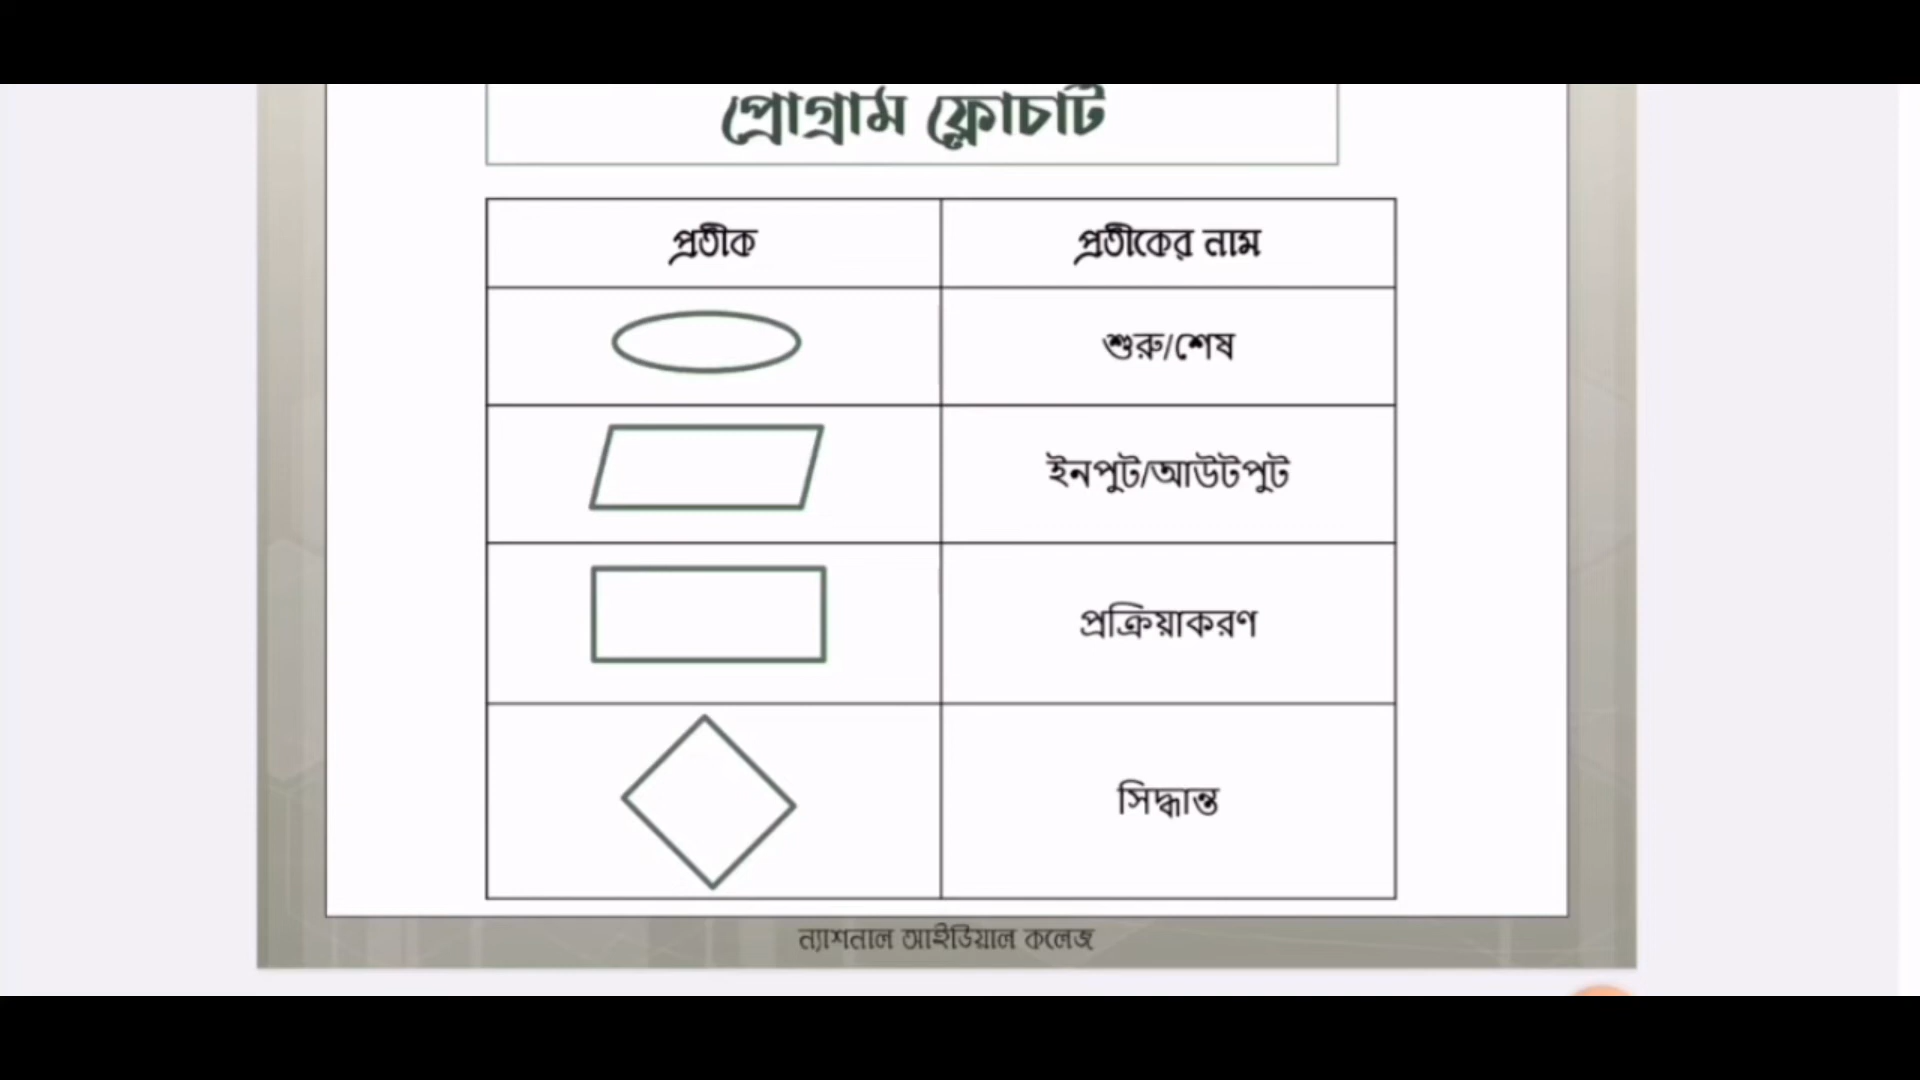 প্রোগ্রাম ফ্লোচার্ট
প্রতীক প্রতীকের নাম
শুরু/শেষ
ইনপুট/আউটপুট
প্রক্রিয়াকরণ
সিদ্ধান্ত
ন্যাশনাল আইডিয়াল কলেজ